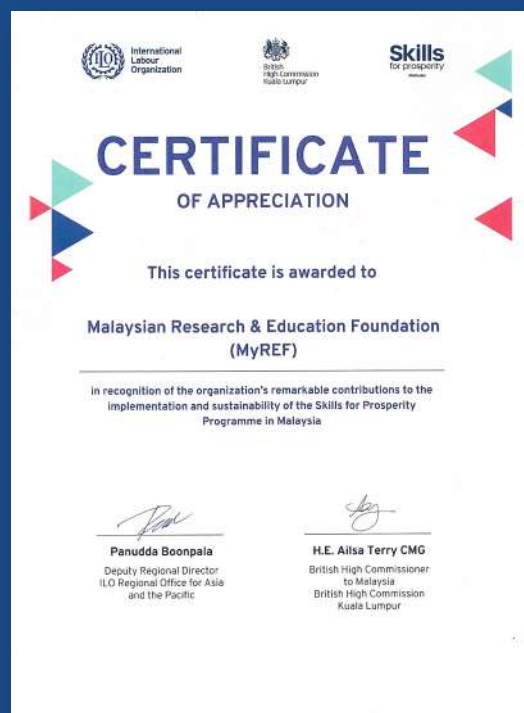 International
Labour
Organization
British
High Commission
Kuala Lumpur
Skills
for prosperity
CERTIFICATE
OF APPRECIATION
This certificate is awarded to
Malaysian Research & Education Foundation
(MyREF)
in recognition of the organization's remarkable contributions to the
implementation and sustainability of the Skills for Prosperity
Programme in Malaysia
Panudda Boonpala
Deputy Regional Director
ILO Regional Office for Asia
and the Pacific
H.E. Ailsa Terry CMG
British High Commissioner
to Malaysia
British High Commission
Kuala Lumpur